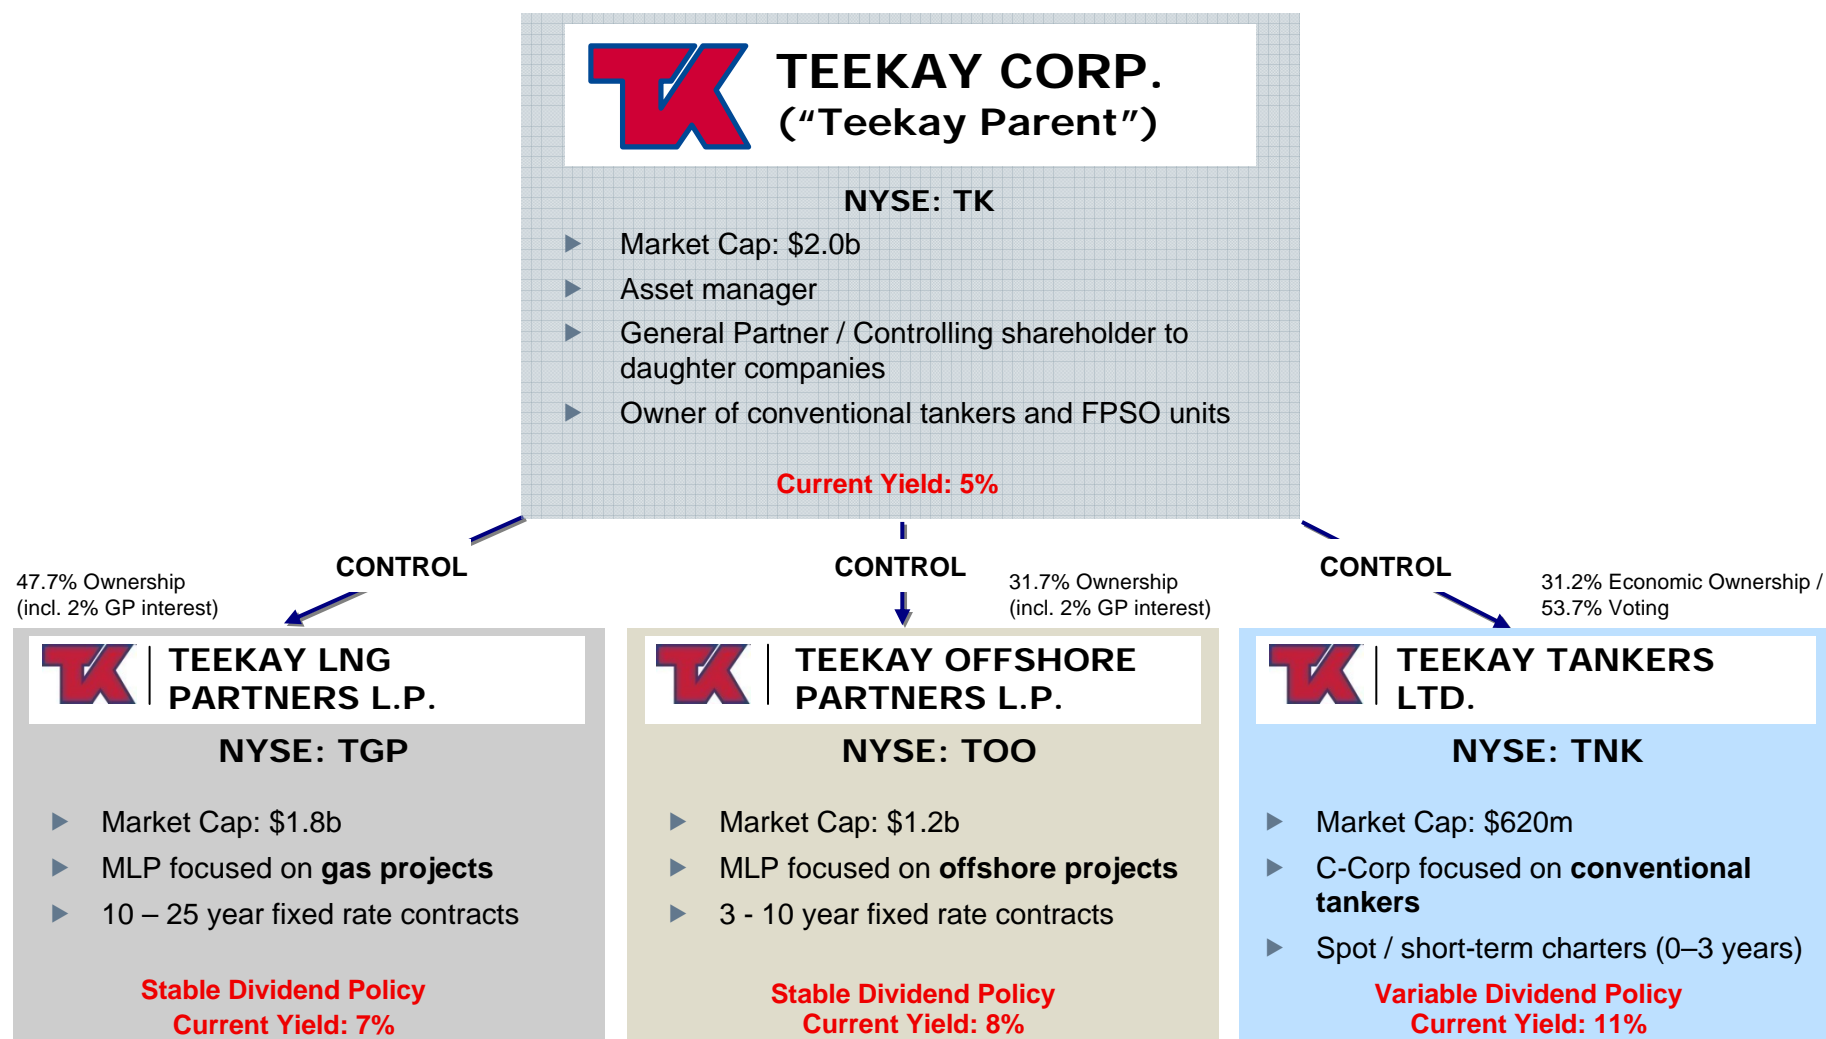 TK TEEKAY CORP.
(“Teekay Parent”)
NYSE: TK
Market Cap: $2.0b
Asset manager
General Partner / Controlling shareholder to
daughter companies
Owner of conventional tankers and FPSO units
Current Yield: 5%
CONTROL
47.7% Ownership
(incl. 2% GP interest)
CONTROL
31.7% Ownership
(incl. 2% GP interest)
CONTROL
31.2% Economic Ownership /
53.7% Voting
TK TEEKAY LNG
PARTNERS L.P.
NYSE: TGP
Market Cap: $1.8b
MLP focused on gas projects
10 – 25 year fixed rate contracts
Stable Dividend Policy
Current Yield: 7%
TK TEEKAY OFFSHORE
PARTNERS L.P.
NYSE: TOO
Market Cap: $1.2b
MLP focused on offshore projects
3 - 10 year fixed rate contracts
Stable Dividend Policy
Current Yield: 8%
TK TEEKAY TANKERS
LTD.
NYSE: TNK
Market Cap: $620m
C-Corp focused on conventional
tankers
Spot / short-term charters (0–3 years)
Variable Dividend Policy
Current Yield: 11%